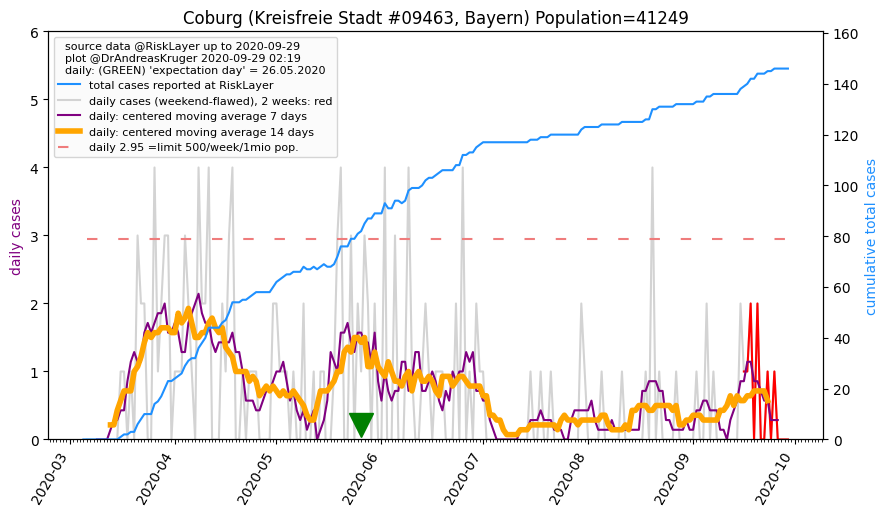 Coburg (Kreisfreie Stadt #09463, Bayern) Population=41249
source data @RiskLayer up to 2020-09-29
plot @DrAndreasKruger 2020-09-29 02:19
daily: (GREEN) 'expectation day' = 26.05.2020
total cases reported at RiskLayer
daily cases (weekend-flawed), 2 weeks: red
daily: centered moving average 7 days
daily: centered moving average 14 days
daily 2.95 =limit 500/week/1mio pop.
daily cases
6
5
4
3
2
1
0
cumulative total cases
160
140
120
100
80
60
40
20
0
2020-03
2020-04
2020-05
2020-06
2020-07
2020-08
2020-09
2020-10